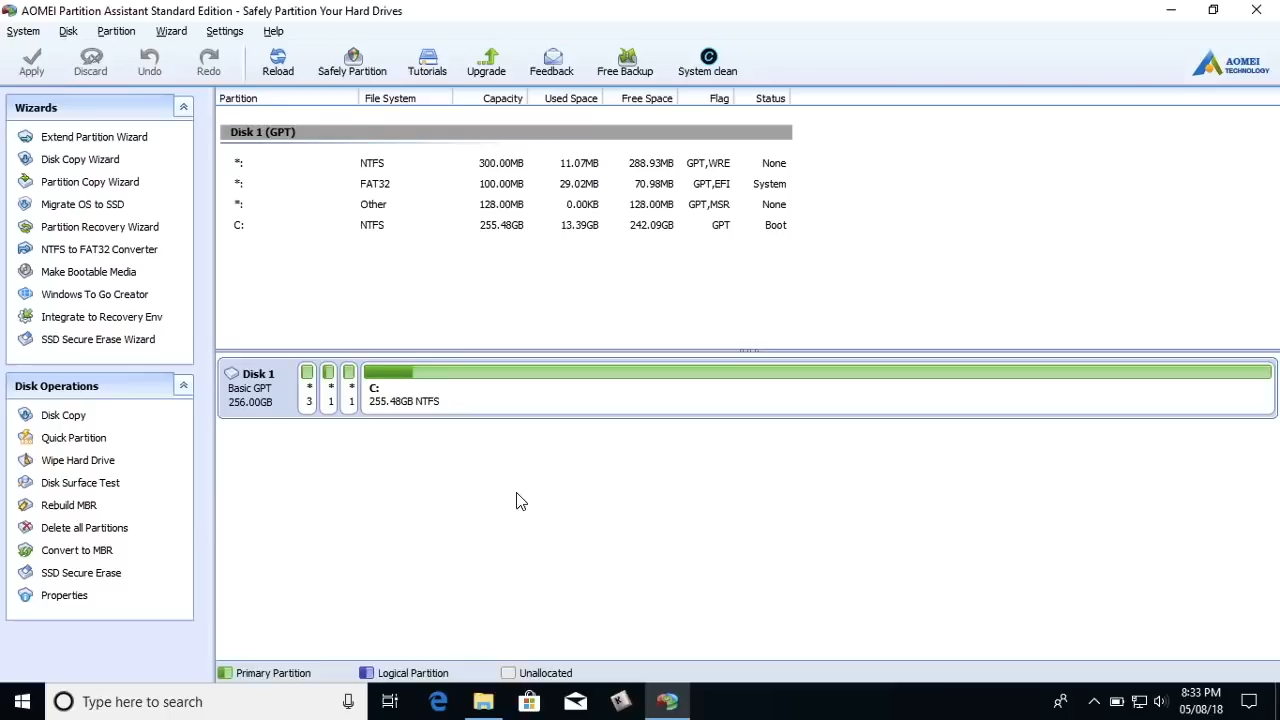 AOMEI Partition Assistant Standard Edition - Safely Partition Your Hard Drives
System Disk Partition Wizard Settings Help
Apply Discard Undo Redo Reload Safely Partition Tutorials Upgrade Feedback Free Backup System clean
AOMEI
TECHNOLOGY
Wizards
Extend Partition Wizard
Disk Copy Wizard
Partition Copy Wizard
Migrate OS to SSD
Partition Recovery Wizard
NTFS to FAT32 Converter
Make Bootable Media
Windows To Go Creator
Integrate to Recovery Env
SSD Secure Erase Wizard
Disk Operations
Disk Copy
Quick Partition
Wipe Hard Drive
Disk Surface Test
Rebuild MBR
Delete all Partitions
Convert to MBR
SSD Secure Erase
Properties
Partition File System Capacity Used Space Free Space Flag Status
Disk 1 (GPT)
*: NTFS 300.00MB 11.07MB 288.93MB GPT,WRE None
*: FAT32 100.00MB 29.02MB 70.98MB GPT,EFI System
*: Other 128.00MB 0.00KB 128.00MB GPT,MSR None
C: NTFS 255.48GB 13.39GB 242.09GB GPT Boot
Disk 1
Basic GPT
256.00GB
* * * C:
3 1 1 255.48GB NTFS
Primary Partition Logical Partition Unallocated
Type here to search
8:33 PM
05/08/18